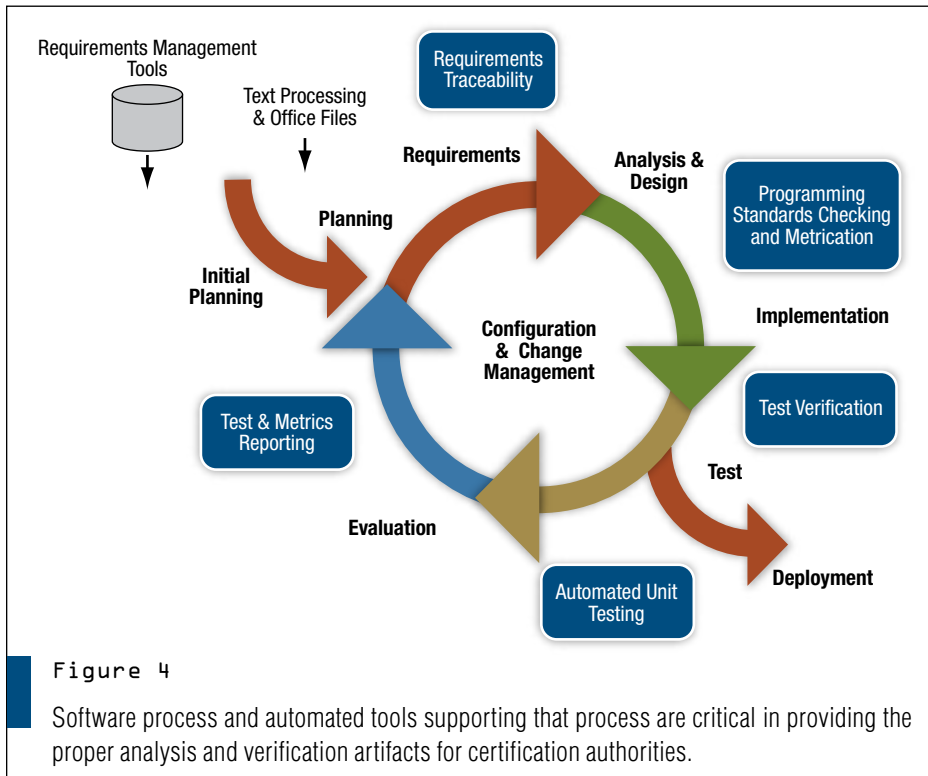 Requirements Management
Tools
Text Processing
& Office Files
Requirements
Traceability
Requirements
Analysis &
Design
Programming
Standards Checking
and Metrication
Planning
Initial
Planning
Configuration
& Change
Management
Implementation
Test & Metrics
Reporting
Test Verification
Test
Evaluation
Deployment
Automated Unit
Testing
Figure 4
Software process and automated tools supporting that process are critical in providing the
proper analysis and verification artifacts for certification authorities.